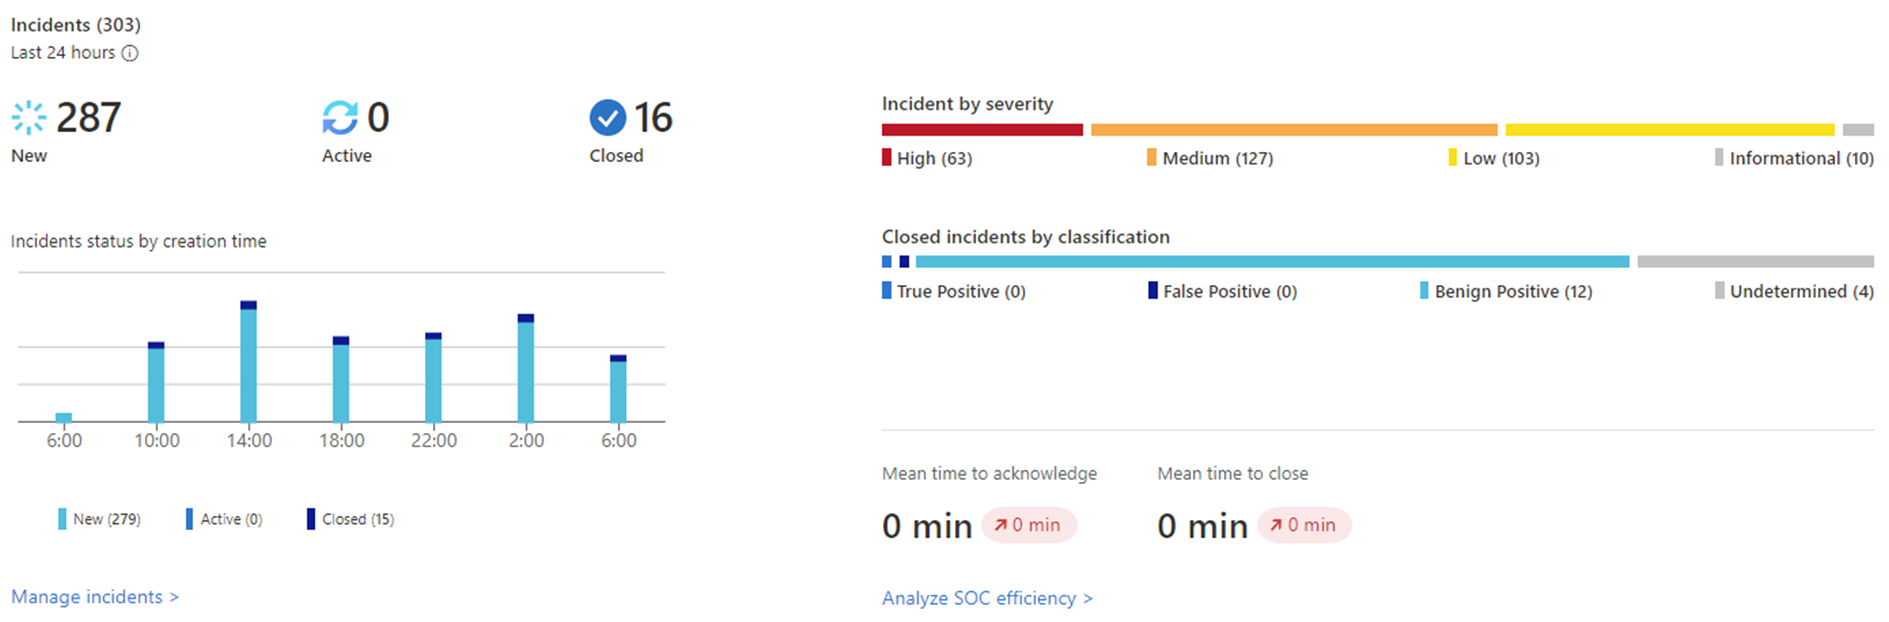 Incidents (303)
Last 24 hours
287
New
0
Active
16
Closed
Incidents status by creation time
6:00 10:00 14:00 18:00 22:00 2:00 6:00
New (279) Active (0) Closed (15)
Manage incidents >
Incident by severity
High (63) Medium (127) Low (103) Informational (10)
Closed incidents by classification
True Positive (0) False Positive (0) Benign Positive (12) Undetermined (4)
Mean time to acknowledge
0 min 0 min
Mean time to close
0 min 0 min
Analyze SOC efficiency >